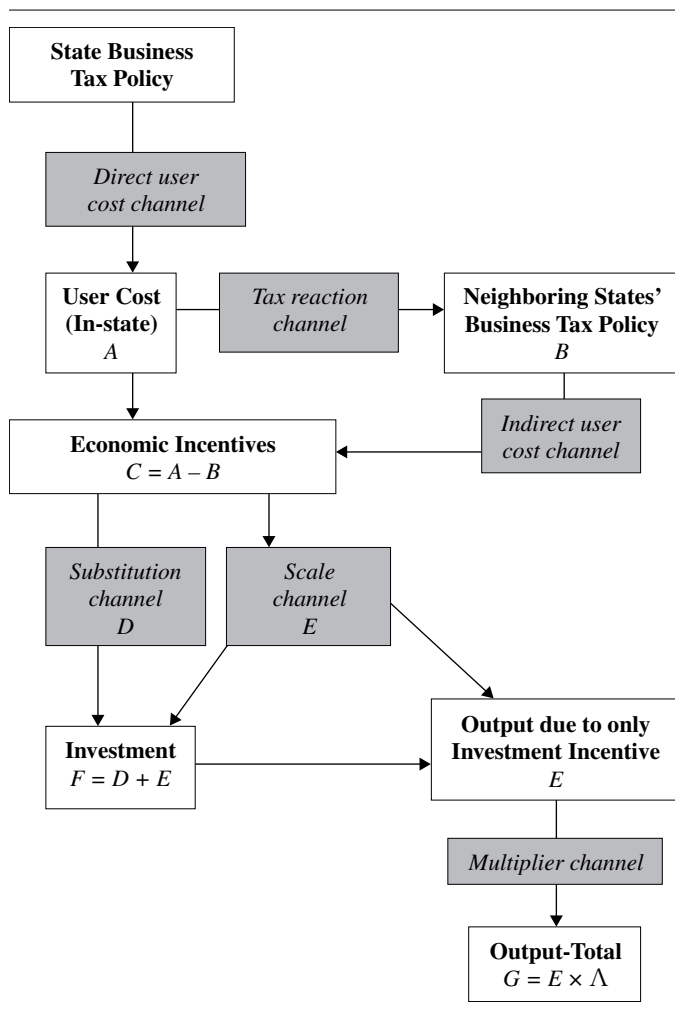 State Business
Tax Policy
Direct user
cost channel
User Cost
(In-state)
A
Tax reaction
channel
Neighboring States’
Business Tax Policy
B
Indirect user
cost channel
Economic Incentives
C = A – B
Substitution
channel
D
Scale
channel
E
Investment
F = D + E
Output due to only
Investment Incentive
E
Multiplier channel
Output-Total
G = E × Λ